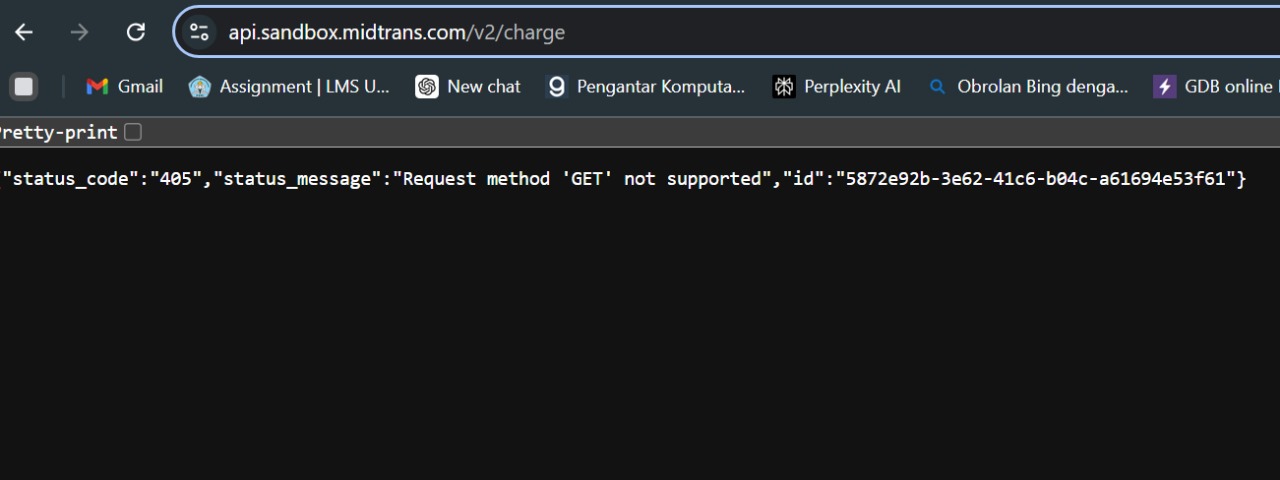 api.sandbox.midtrans.com/v2/charge
Gmail Assignment | LMS U... New chat Pengantar Komputa... Perplexity AI Obrolan Bing denga... GDB online
retty-print
"status_code":"405","status_message":"Request method 'GET' not supported","id":"5872e92b-3e62-41c6-b04c-a61694e53f61"}